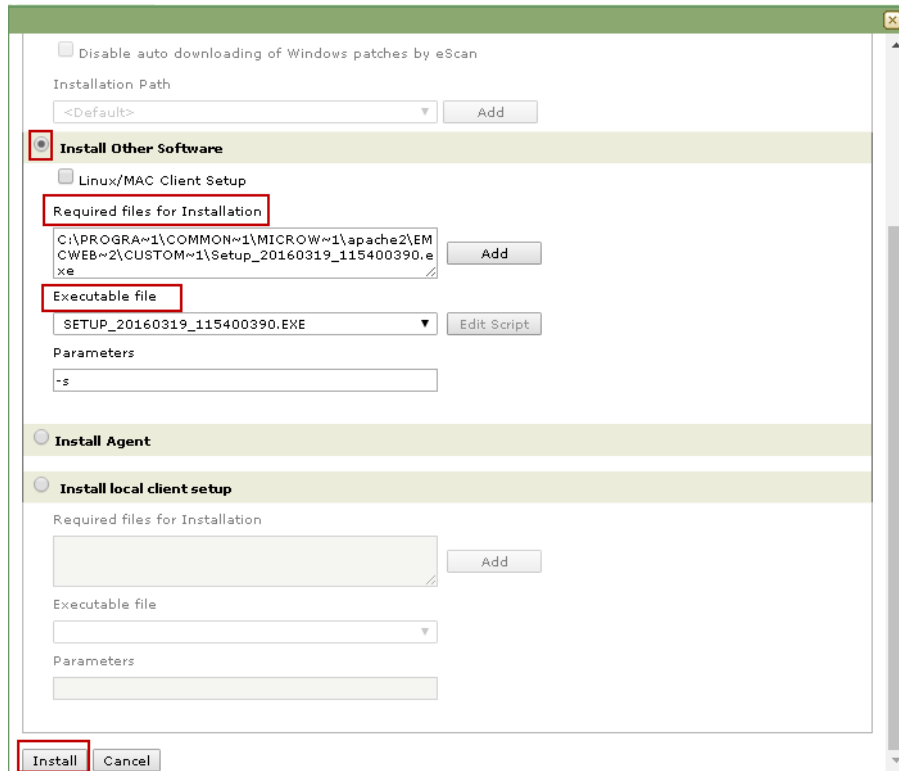 Disable auto downloading of Windows patches by eScan
Installation Path
<Default>
Add
Install Other Software
Linux/MAC Client Setup
Required files for Installation
C:\PROGRA~1\COMMON~1\MICROW~1\apache2\EM
CWEB~2\CUSTOM~1\Setup_20160319_115400390.e
xe
Add
Executable file
SETUP_20160319_115400390.EXE
Edit Script
Parameters
-s
Install Agent
Install local client setup
Required files for Installation
Add
Executable file
Parameters
Install
Cancel